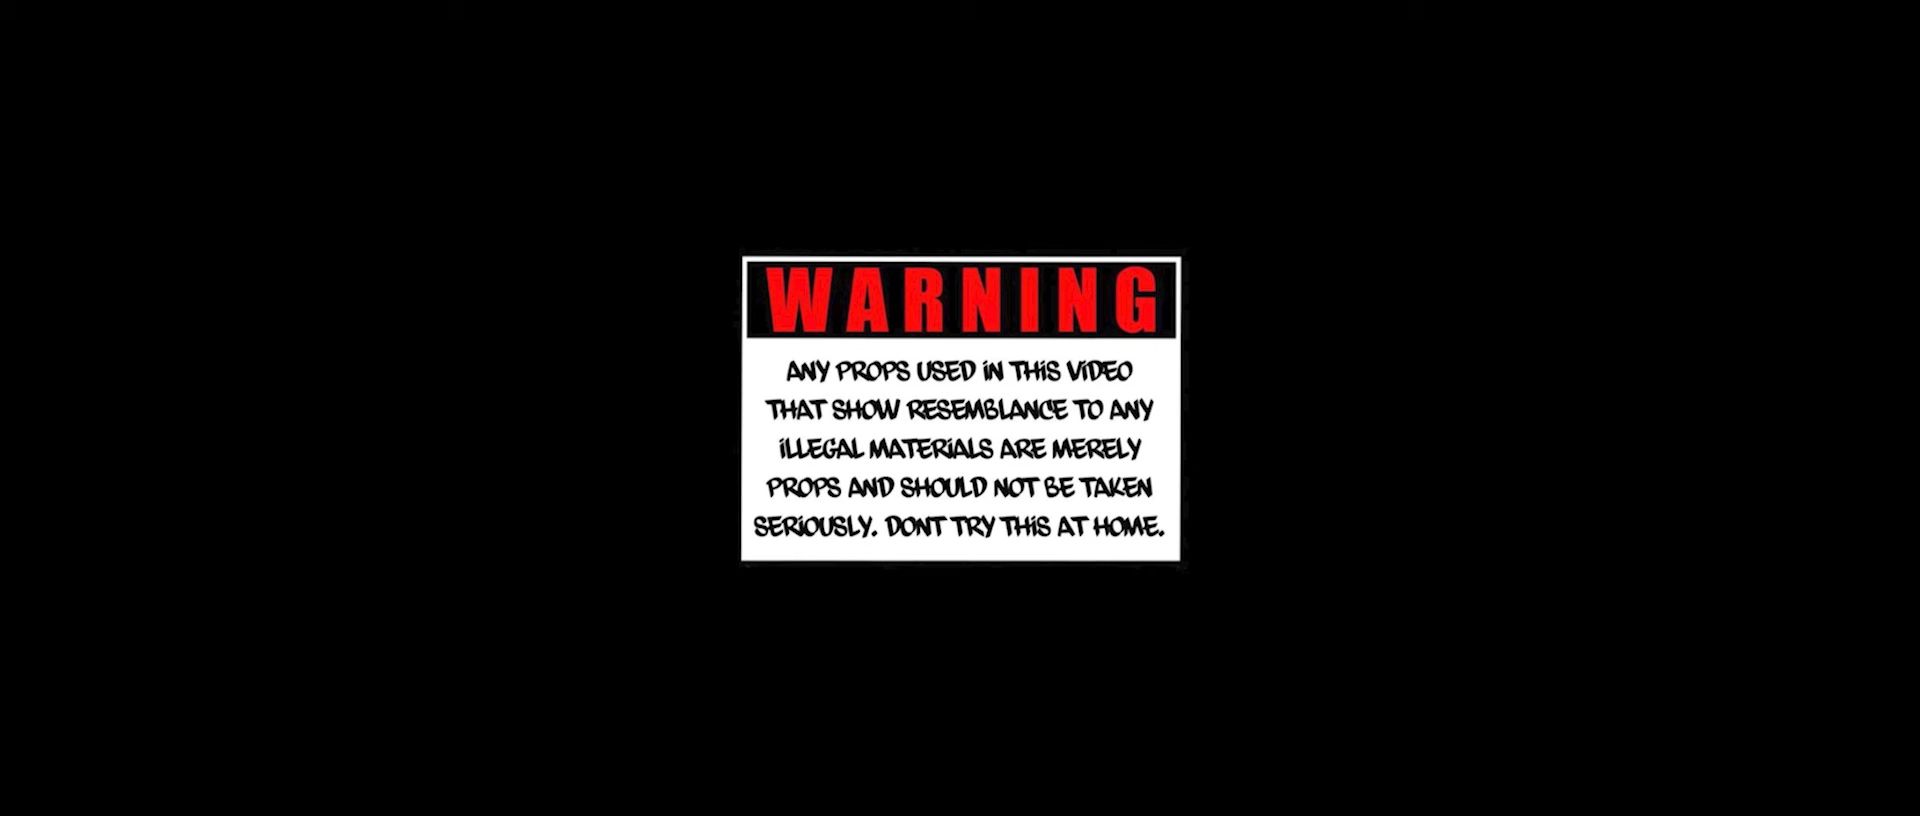 WARNING
ANY PROPS USED IN THIS VIDEO
THAT SHOW RESEMBLANCE TO ANY
ILLEGAL MATERIALS ARE MERELY
PROPS AND SHOULD NOT BE TAKEN
SERIOUSLY. DONT TRY THIS AT HOME.